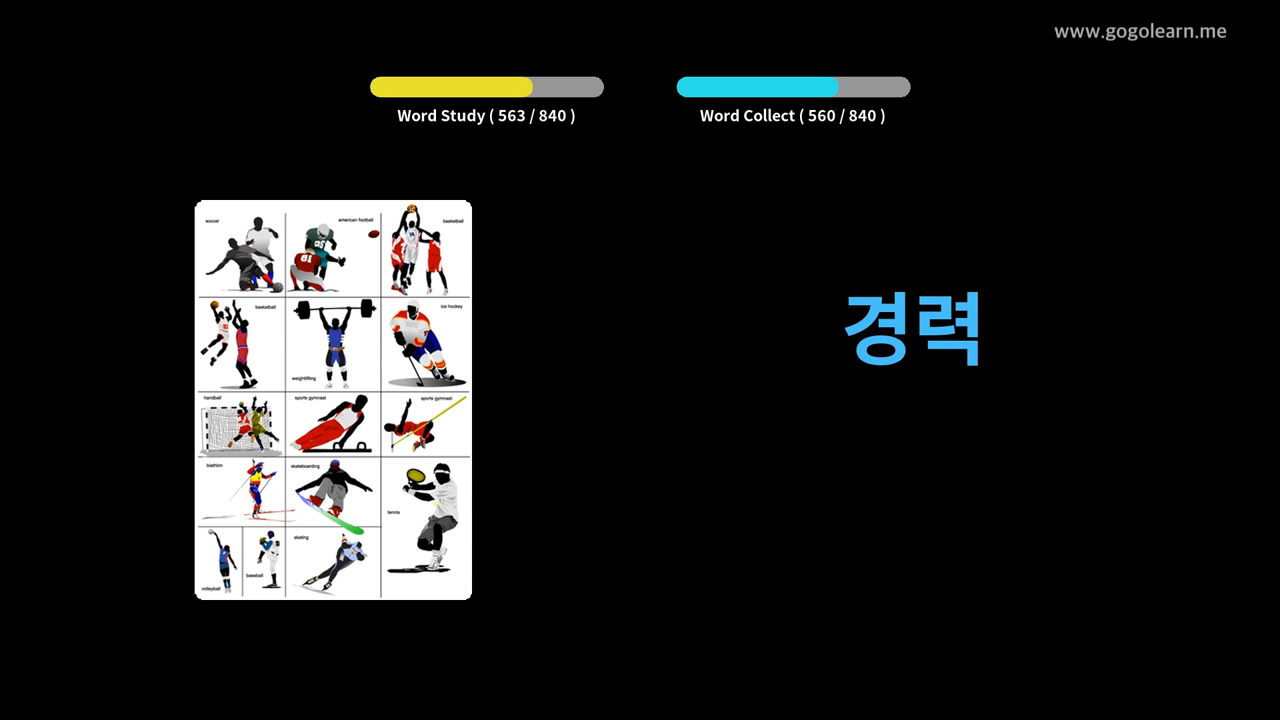 www.gogolearn.me
Word Study ( 563 / 840 )
Word Collect ( 560 / 840 )
soccer
american football
basketball
basketball
weightlifting
ice hockey
handball
sports gymnast
sports gymnast
biathlon
skateboarding
tennis
volleyball
baseball
skating
경력